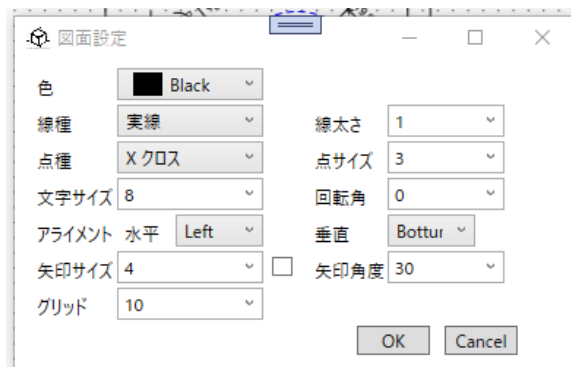 図面設定
色 Black
線種 実線 線太さ 1
点種 X クロス 点サイズ 3
文字サイズ 8 回転角 0
アライメント 水平 Left 垂直 Bottur
矢印サイズ 4 矢印角度 30
グリッド 10
OK Cancel